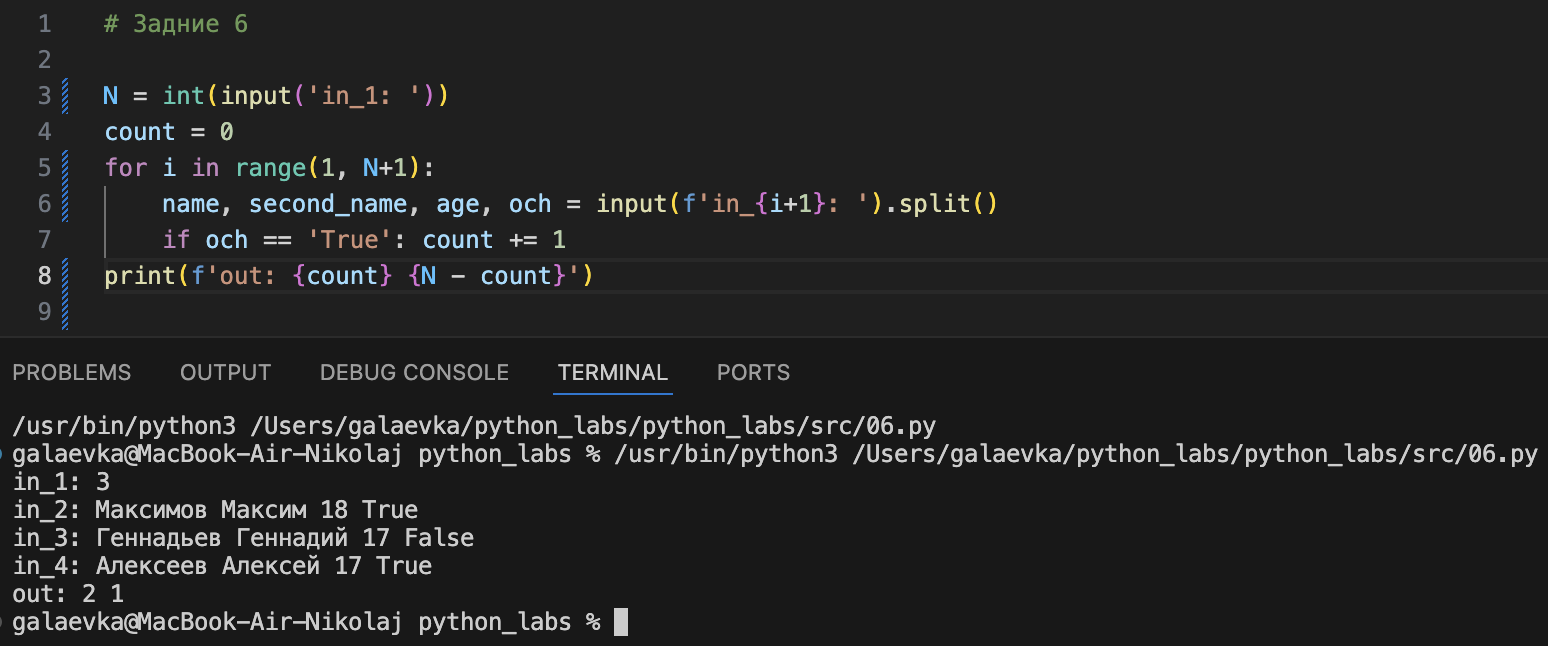 1 # Задние 6
2
3 N = int(input('in_1: '))
4 count = 0
5 for i in range(1, N+1):
6 name, second_name, age, och = input(f'in_{i+1}: ').split()
7 if och == 'True': count += 1
8 print(f'out: {count} {N - count}')
9
PROBLEMS OUTPUT DEBUG CONSOLE TERMINAL PORTS
/usr/bin/python3 /Users/galaevka/python_labs/python_labs/src/06.py
galaevka@MacBook-Air-Nikolaj python_labs % /usr/bin/python3 /Users/galaevka/python_labs/python_labs/src/06.py
in_1: 3
in_2: Максимов Максим 18 True
in_3: Геннадьев Геннадий 17 False
in_4: Алексеев Алексей 17 True
out: 2 1
galaevka@MacBook-Air-Nikolaj python_labs %